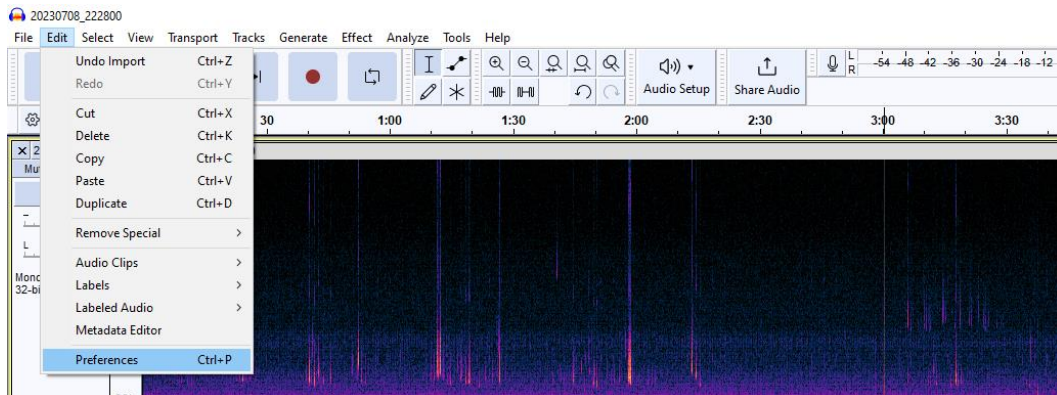 20230708_222800
File Edit Select View Transport Tracks Generate Effect Analyze Tools Help
Undo Import Ctrl+Z
Redo Ctrl+Y
Cut Ctrl+X
Delete Ctrl+K
Copy Ctrl+C
Paste Ctrl+V
Duplicate Ctrl+D
Remove Special >
Audio Clips >
Labels >
Labeled Audio >
Metadata Editor
Preferences Ctrl+P
Audio Setup
Share Audio
L
R
-54 -48 -42 -36 -30 -24 -18 -12
30 1:00 1:30 2:00 2:30 3:00 3:30
2
Mu
L
Mono
32-bi